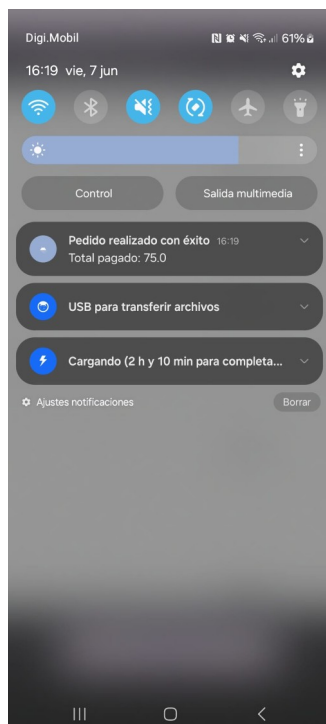 Digi.Mobil
61%
16:19 vie, 7 jun
Control
Salida multimedia
Pedido realizado con éxito 16:19
Total pagado: 75.0
USB para transferir archivos
Cargando (2 h y 10 min para completa...
Ajustes notificaciones
Borrar